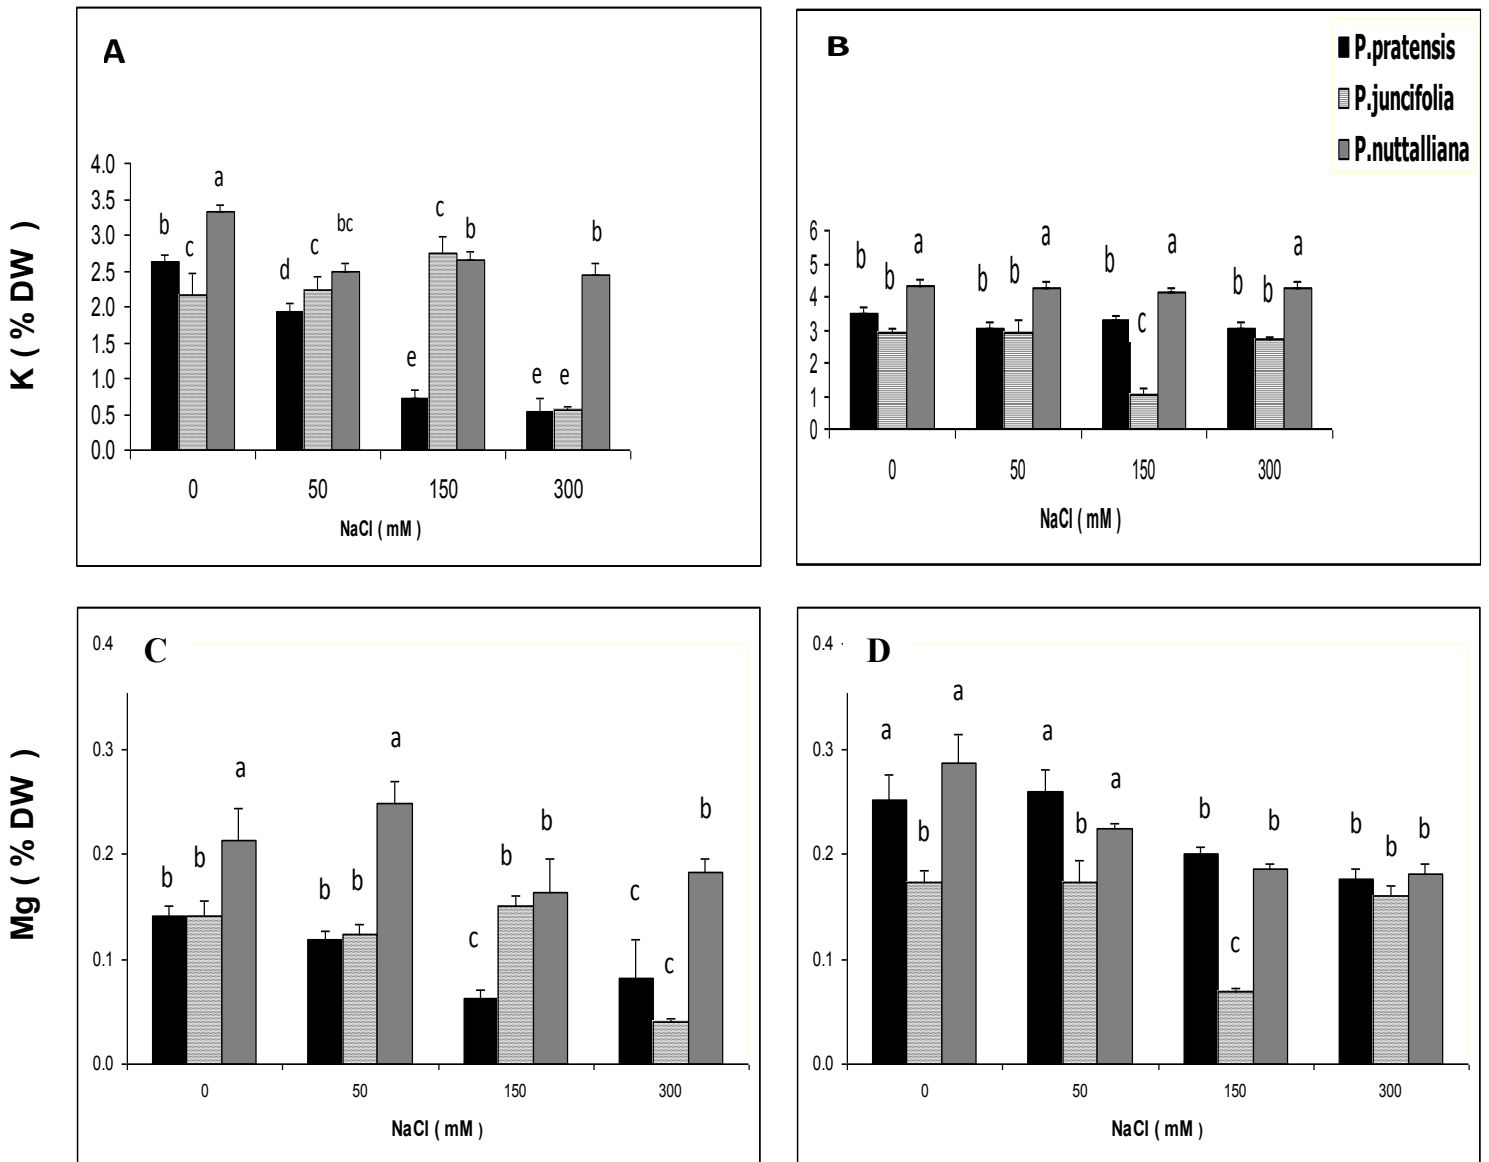 A
K ( % DW )
4.0
3.5
3.0
2.5
2.0
1.5
1.0
0.5
0.0
b c a
d c bc
e c b
e e b
0 50 150 300
NaCl ( mM )
B
P.pratensis
P.juncifolia
P.nuttalliana
6
5
4
3
2
1
0
b b a
b b a
b c a
b b a
0 50 150 300
NaCl ( mM )
C
Mg ( % DW )
0.4
0.3
0.2
0.1
0.0
b b a
b b a
c b b
c c b
0 50 150 300
NaCl ( mM )
D
0.4
0.3
0.2
0.1
0.0
a b a
a b a
b c b
b b b
0 50 150 300
NaCl ( mM )